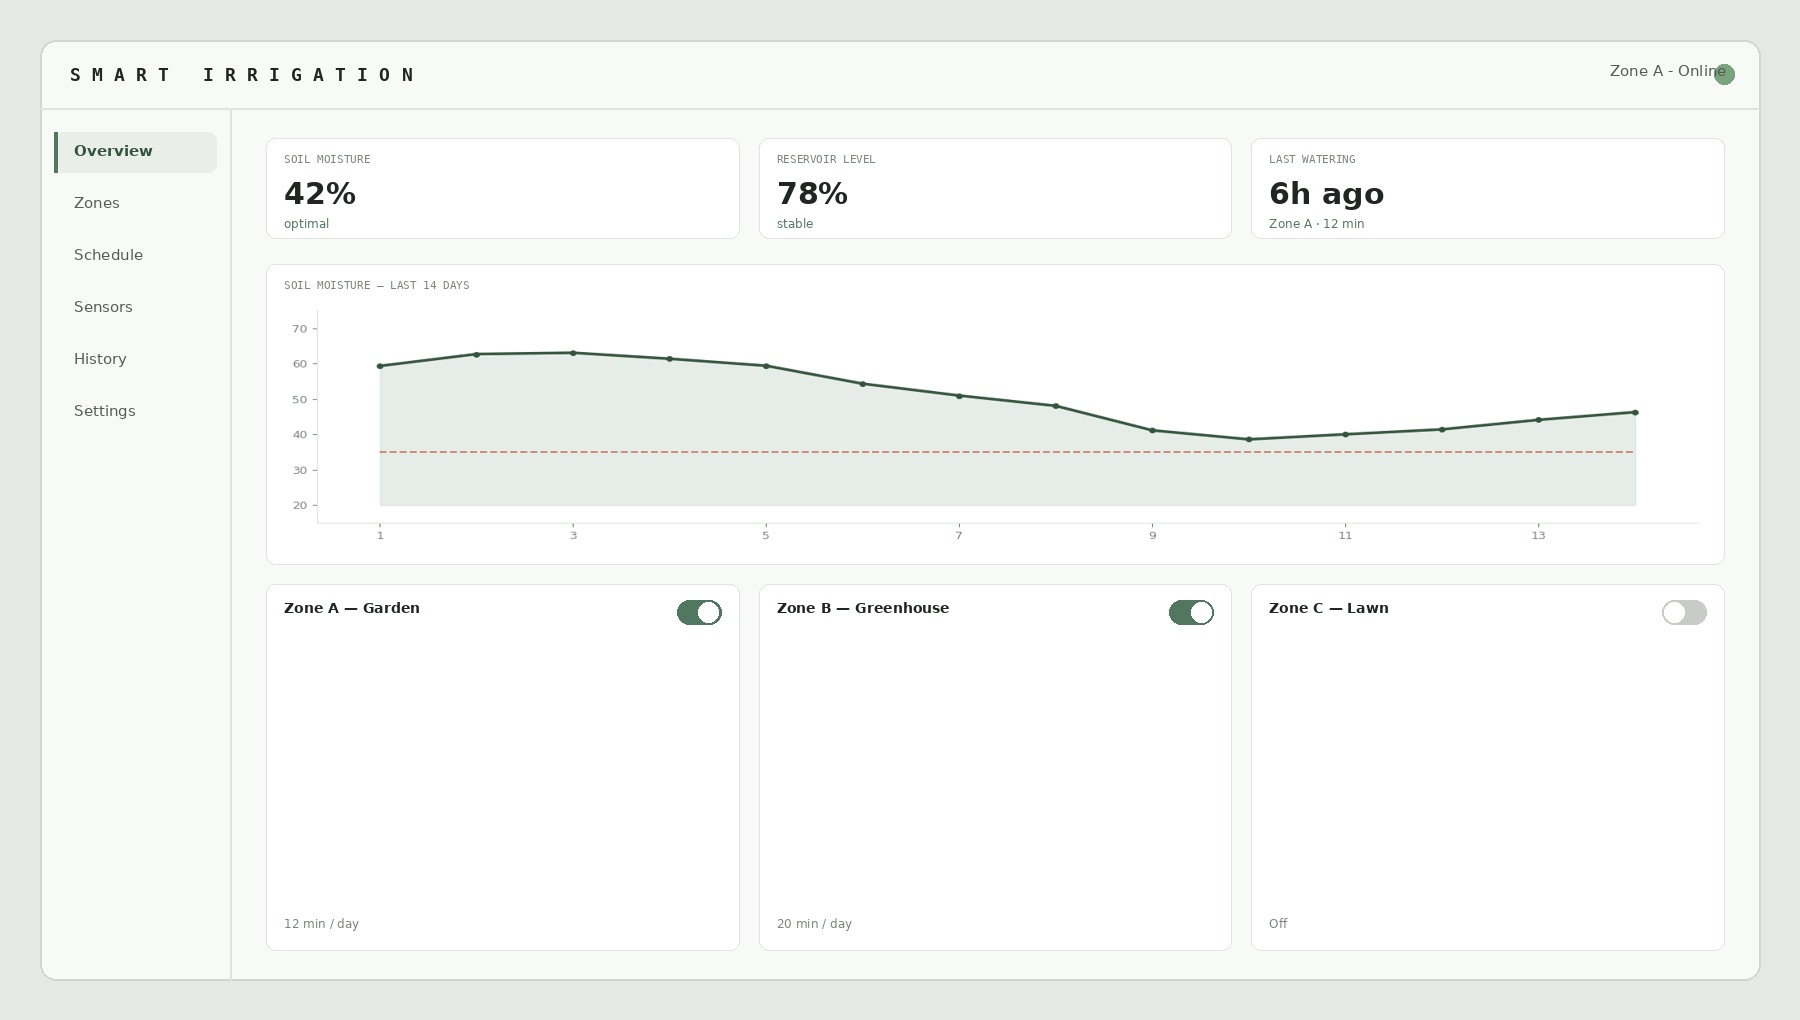 SMART IRRIGATION
Zone A - Online
Overview
Zones
Schedule
Sensors
History
Settings
SOIL MOISTURE
42%
optimal
RESERVOIR LEVEL
78%
stable
LAST WATERING
6h ago
Zone A · 12 min
SOIL MOISTURE — LAST 14 DAYS
70
60
50
40
30
20
1 3 5 7 9 11 13
Zone A — Garden
12 min / day
Zone B — Greenhouse
20 min / day
Zone C — Lawn
Off